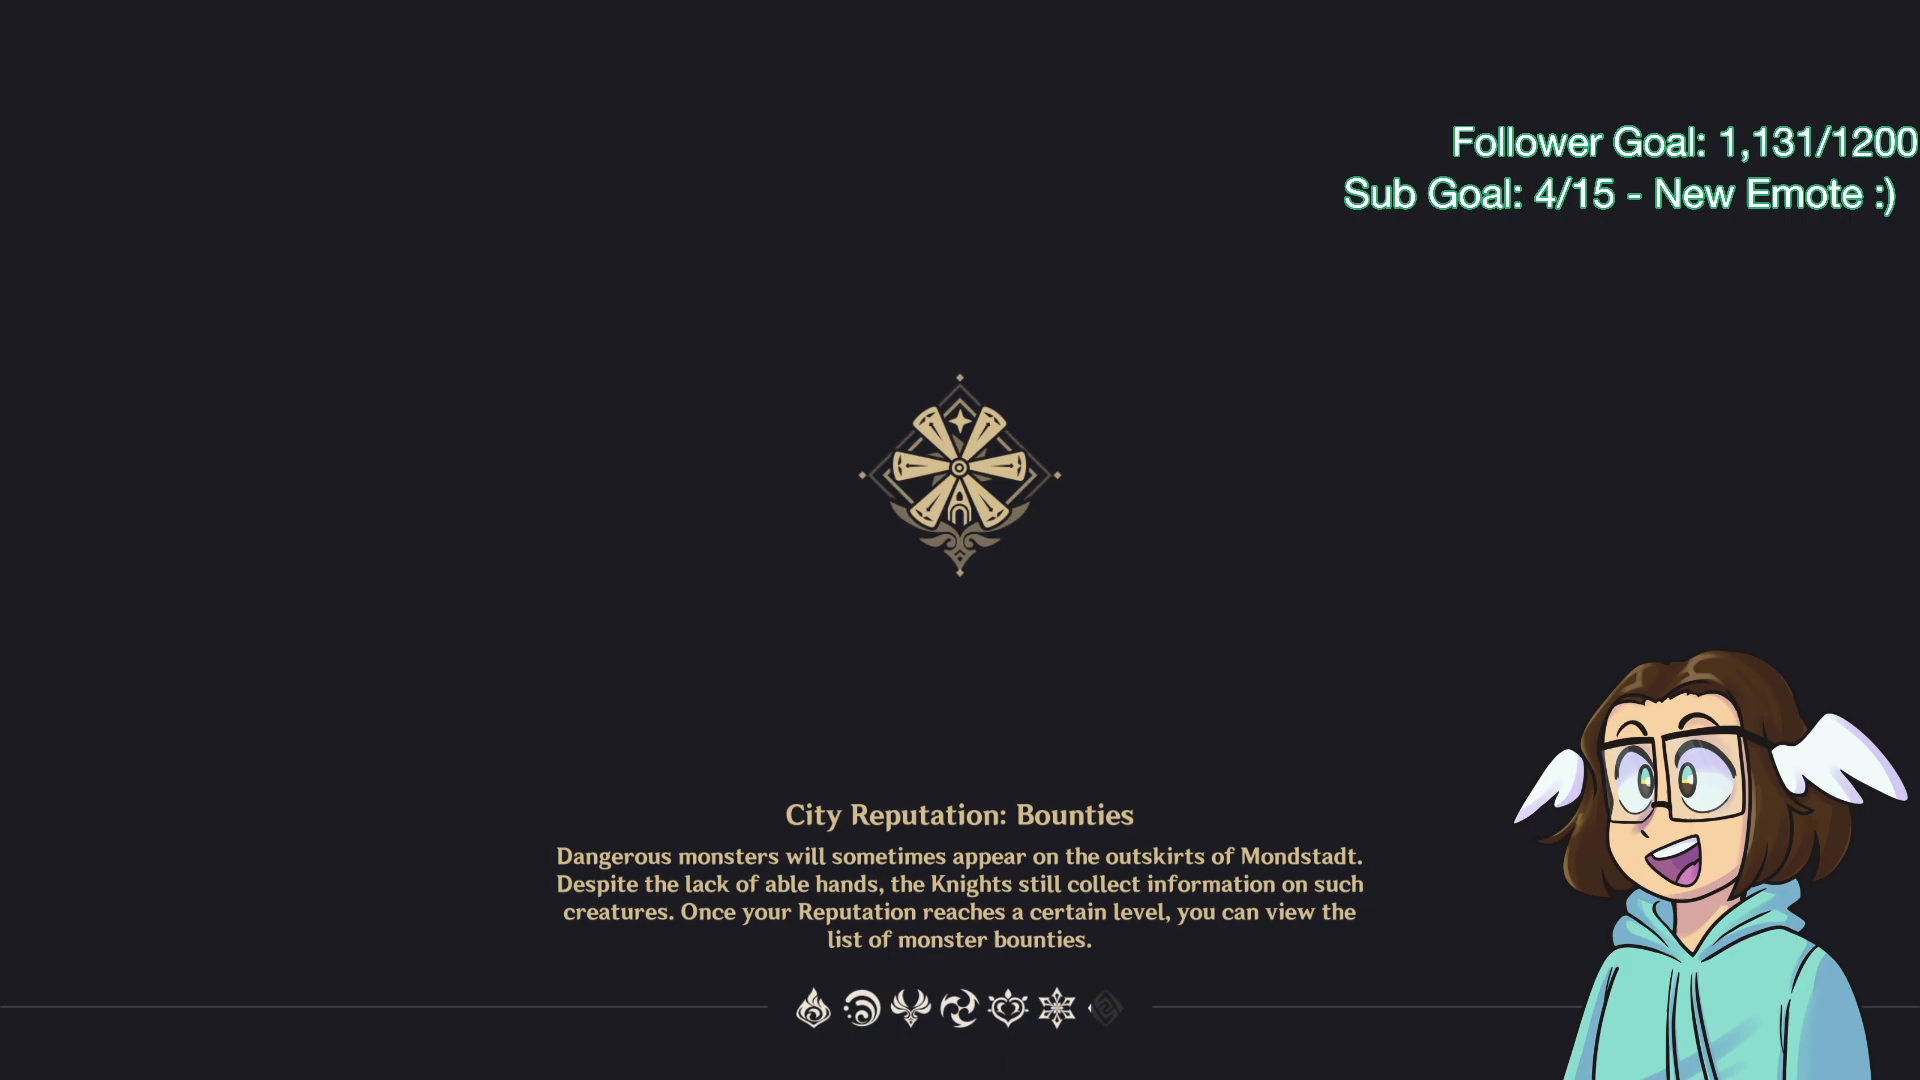 Follower Goal: 1,131/1200
Sub Goal: 4/15 - New Emote :)
City Reputation: Bounties
Dangerous monsters will sometimes appear on the outskirts of Mondstadt.
Despite the lack of able hands, the Knights still collect information on such
creatures. Once your Reputation reaches a certain level, you can view the
list of monster bounties.